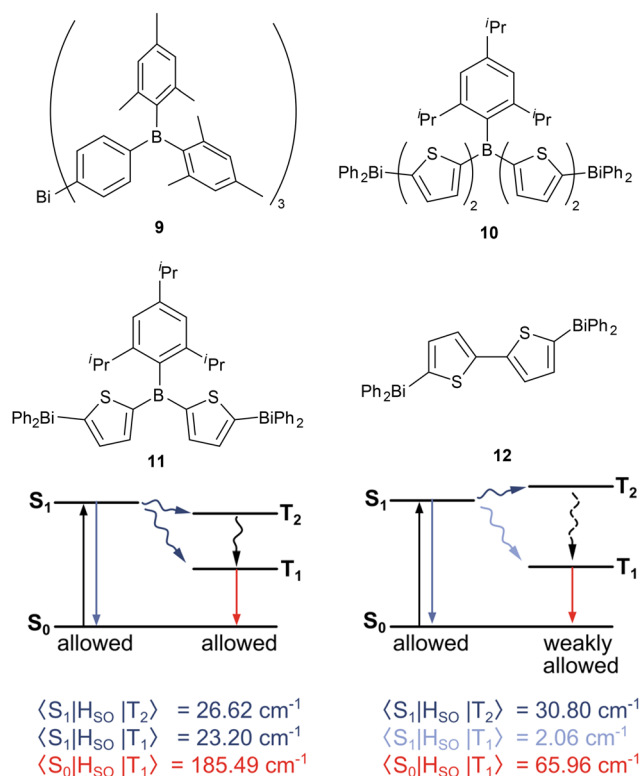 B
Bi
3
9
iPr
iPr
iPr
S
B
S
Ph2Bi
2
2
BiPh2
10
iPr
iPr
iPr
S
B
S
Ph2Bi
BiPh2
11
S
BiPh2
S
Ph2Bi
12
S1
T2
T1
S0
allowed
allowed
⟨S1|HSO |T2⟩ = 26.62 cm-1
⟨S1|HSO |T1⟩ = 23.20 cm-1
⟨S0|HSO |T1⟩ = 185.49 cm-1
S1
T2
T1
S0
allowed
weakly
allowed
⟨S1|HSO |T2⟩ = 30.80 cm-1
⟨S1|HSO |T1⟩ = 2.06 cm-1
⟨S0|HSO |T1⟩ = 65.96 cm-1